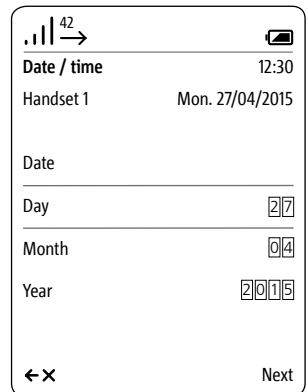 42
Date / time 12:30
Handset 1 Mon. 27/04/2015
Date
Day 27
Month 04
Year 2015
Next